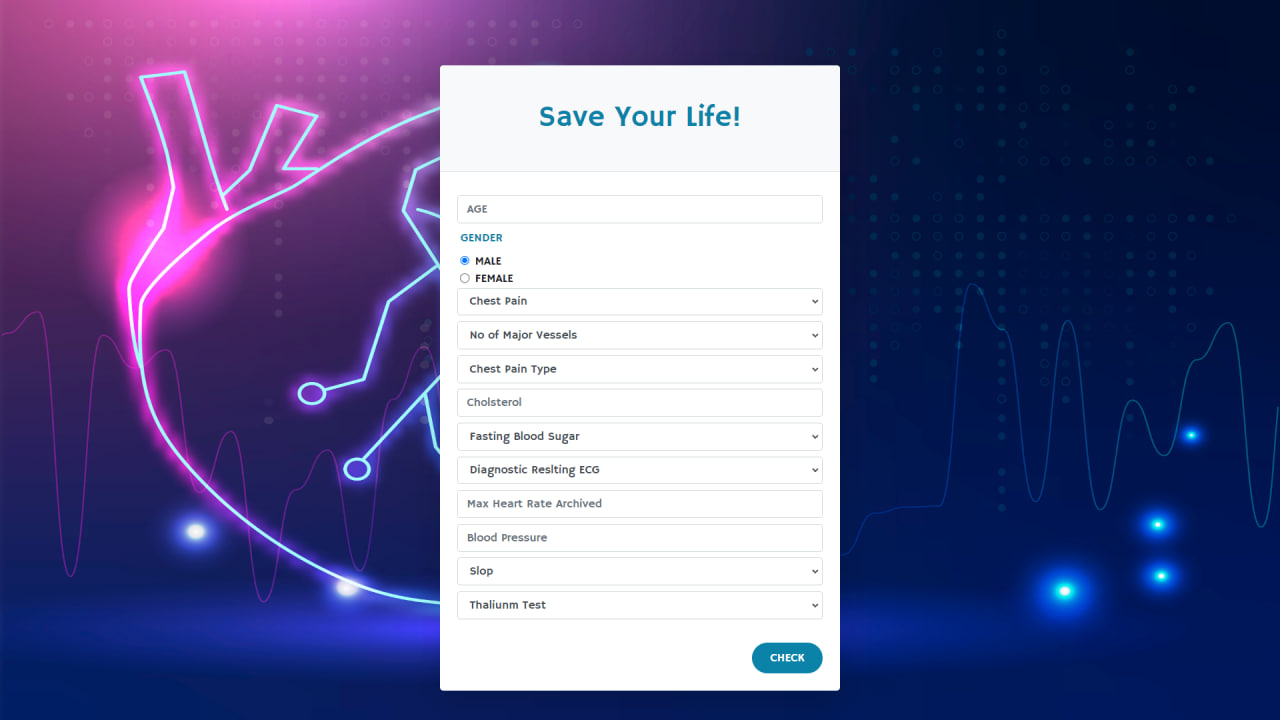 Save Your Life!
AGE
GENDER
MALE
FEMALE
Chest Pain
No of Major Vessels
Chest Pain Type
Cholsterol
Fasting Blood Sugar
Diagnostic Reslting ECG
Max Heart Rate Archived
Blood Pressure
Slop
Thaliunm Test
CHECK